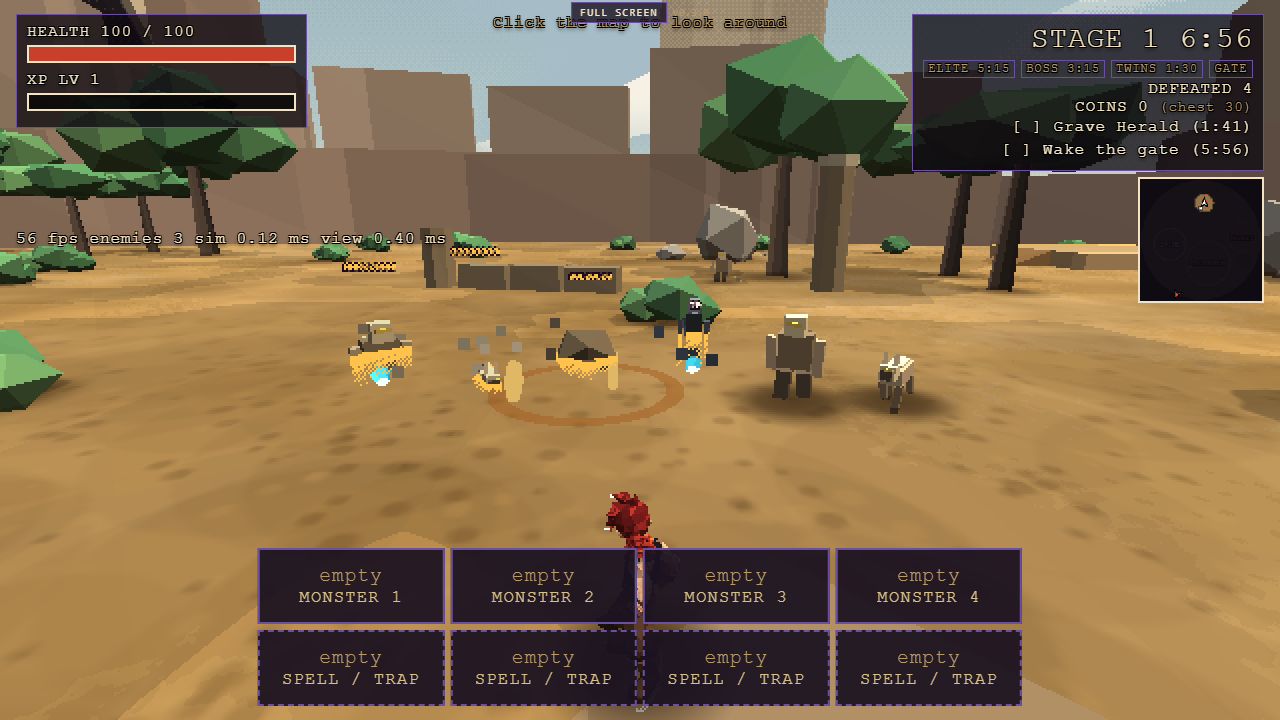 HEALTH 100 / 100
XP LV 1
FULL SCREEN
Click the map to look around
STAGE 1 6:56
ELITE 5:15 BOSS 3:15 TWINS 1:30 GATE
DEFEATED 4
COINS 0 (chest 30)
[ ] Grave Herald (1:41)
[ ] Wake the gate (5:56)
56 fps enemies 3 sim 0.12 ms view 0.40 ms
empty empty empty empty
MONSTER 1 MONSTER 2 MONSTER 3 MONSTER 4
empty empty empty empty
SPELL / TRAP SPELL / TRAP SPELL / TRAP SPELL / TRAP